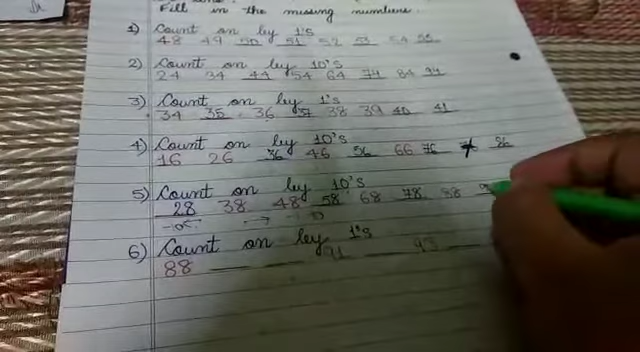 Fill in the missing numbers.
1) Count on by 1's
48 49 50 51 52 53 54 55
2) Count on by 10's
24 34 44 54 64 74 84 94
3) Count on by 1's
34 35 36 37 38 39 40 41
4) Count on by 10's
16 26 36 46 56 66 76 86
5) Count on by 10's
28 38 48 58 68 78 88
6) Count on by 1's
88 ___ ___ 91 ___ 93 ___